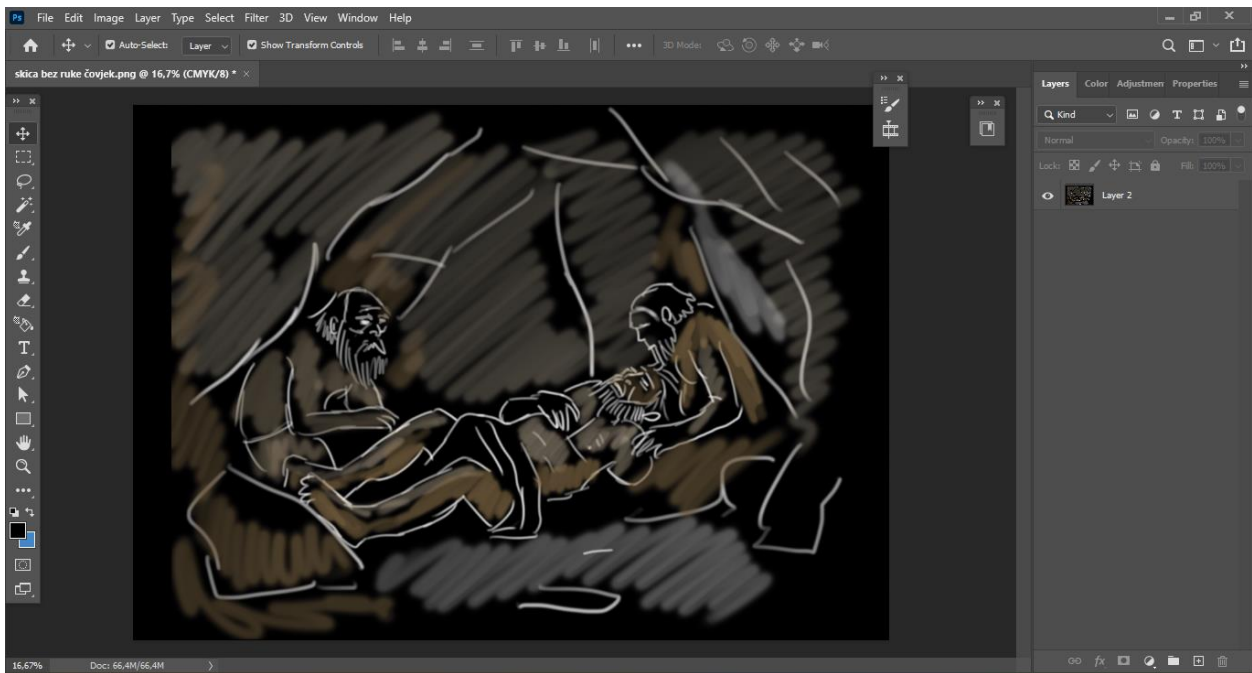 Ps File Edit Image Layer Type Select Filter 3D View Window Help
Auto-Select: Layer Show Transform Controls 3D Mode:
skica bez ruke čovjek.png @ 16,7% (CMYK/8) *
Layers Color Adjustmen Properties
Kind
Normal Opacity: 100%
Lock: Fill: 100%
Layer 2
16,67% Doc: 66,4M/66,4M
fx